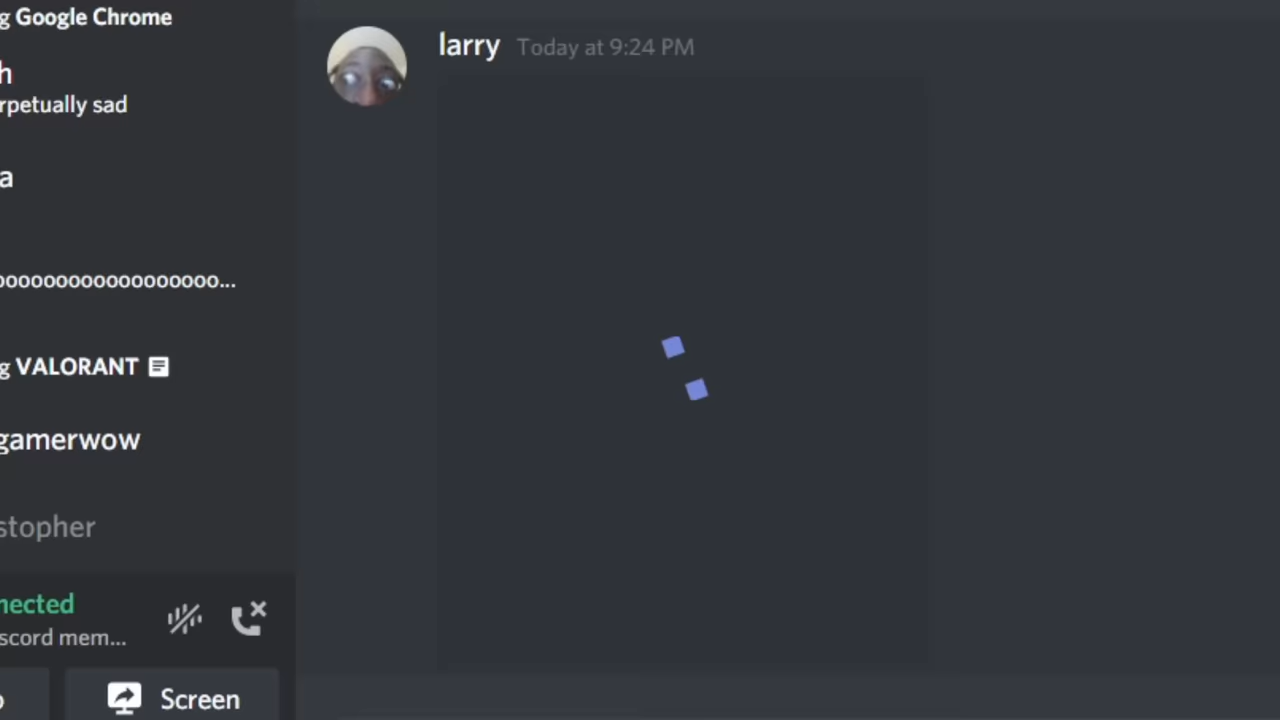 g Google Chrome
h
rpetually sad
a
oooooooooooooooooo...
g VALORANT
gamerwow
stopher
nected
scord mem...
o
Screen
larry Today at 9:24 PM